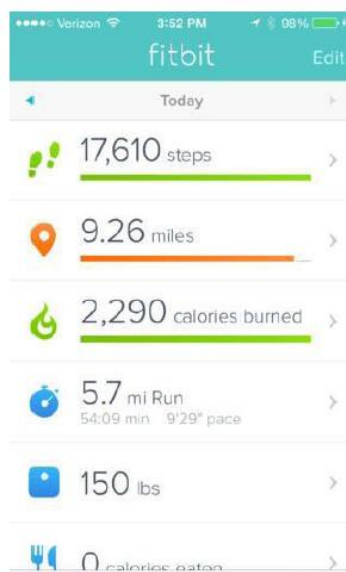 Verizon 3:52 PM 98%
fitbit Edit
Today
17,610 steps
9.26 miles
2,290 calories burned
5.7 mi Run
54:09 min 9'29" pace
150 lbs
0 calories eaten